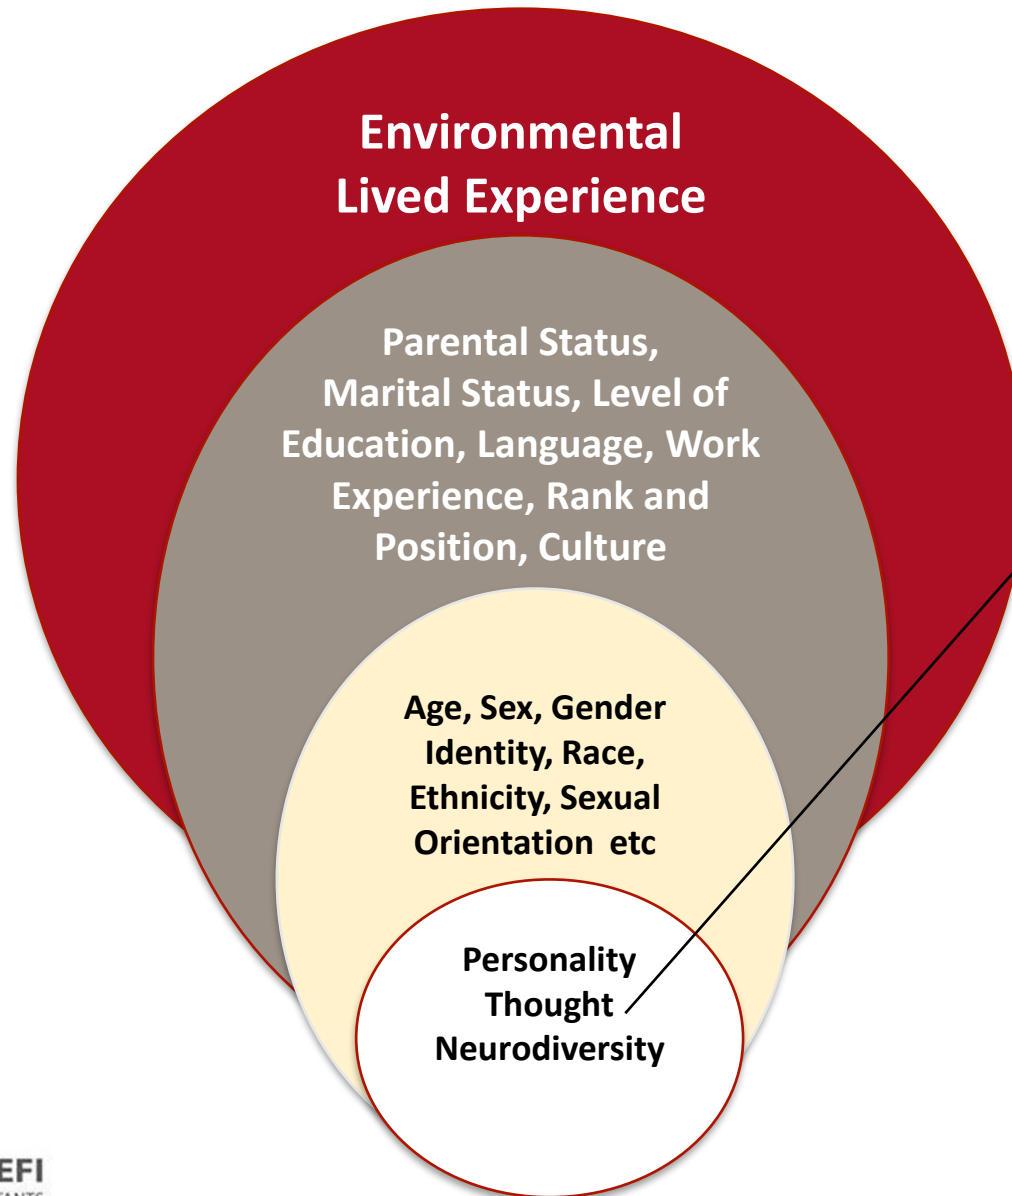 Environmental
Lived Experience
Parental Status,
Marital Status, Level of
Education, Language, Work
Experience, Rank and
Position, Culture
Age, Sex, Gender
Identity, Race,
Ethnicity, Sexual
Orientation etc
Personality
Thought
Neurodiversity
EFI